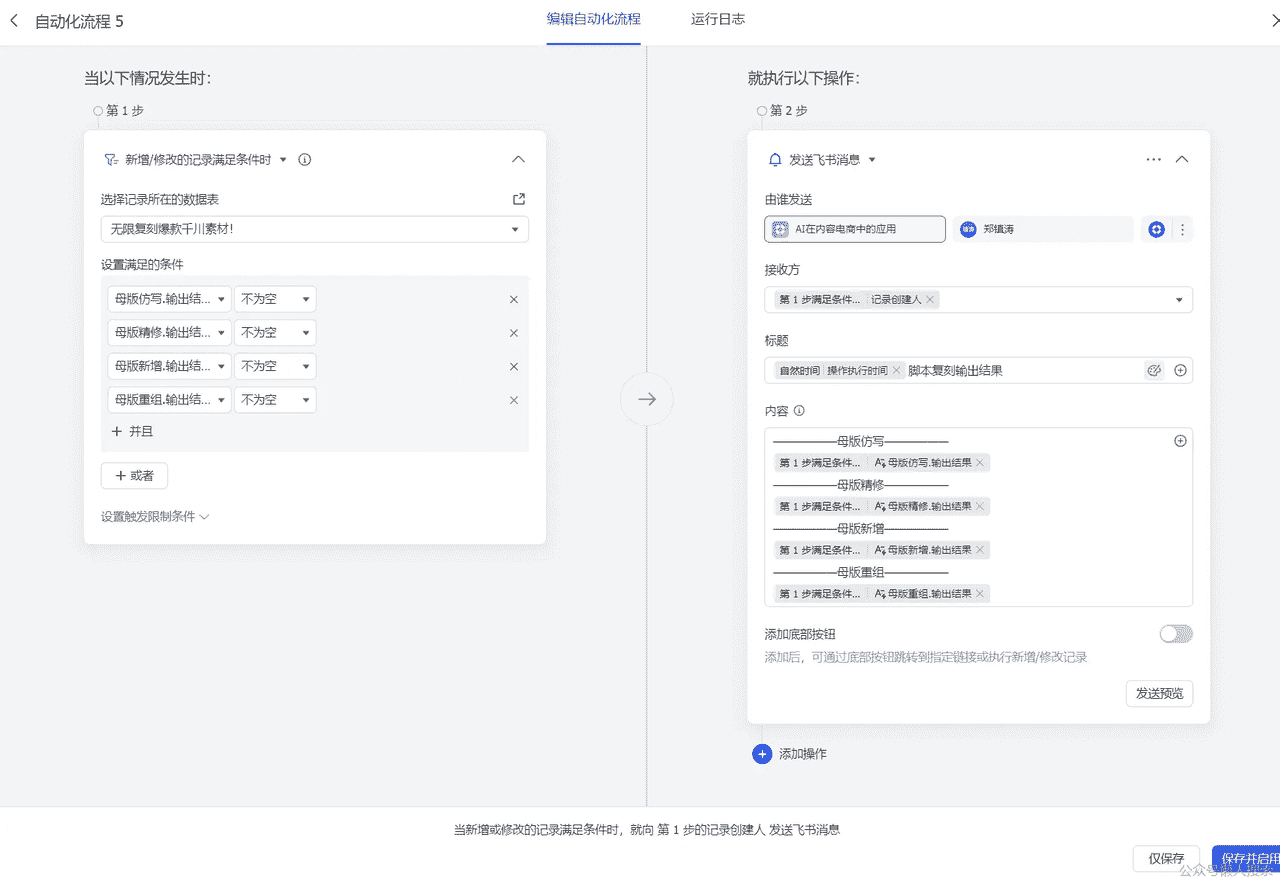 自动化流程 5
编辑自动化流程
运行日志
当以下情况发生时：
第 1 步
新增/修改的记录满足条件时
选择记录所在的数据表
无限复刻爆款千川素材！
设置满足的条件
母版仿写.输出结... 不为空
母版精修.输出结... 不为空
母版新增.输出结... 不为空
母版重组.输出结... 不为空
+ 并且
+ 或者
设置触发限制条件
就执行以下操作：
第 2 步
发送飞书消息
由谁发送
AI在内容电商中的应用
郑镇涛
接收方
第 1 步满足条件... 记录创建人
标题
自然时间 操作执行时间 脚本复刻输出结果
内容
——————母版仿写——————
第 1 步满足条件... 母版仿写.输出结果
——————母版精修——————
第 1 步满足条件... 母版精修.输出结果
——————母版新增——————
第 1 步满足条件... 母版新增.输出结果
——————母版重组——————
第 1 步满足条件... 母版重组.输出结果
添加底部按钮
添加后，可通过底部按钮跳转到指定链接或执行新增/修改记录
发送预览
添加操作
当新增或修改的记录满足条件时，就向 第 1 步的记录创建人 发送飞书消息
仅保存
保存并启用